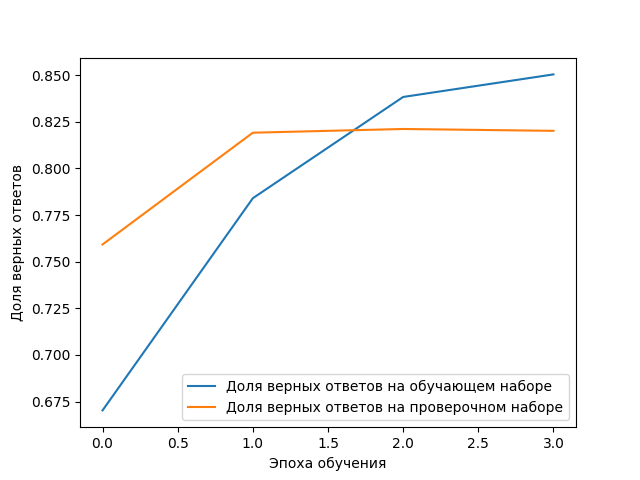 0.850
0.825
0.800
0.775
0.750
0.725
0.700
0.675
Доля верных ответов
Доля верных ответов на обучающем наборе
Доля верных ответов на проверочном наборе
0.0 0.5 1.0 1.5 2.0 2.5 3.0
Эпоха обучения